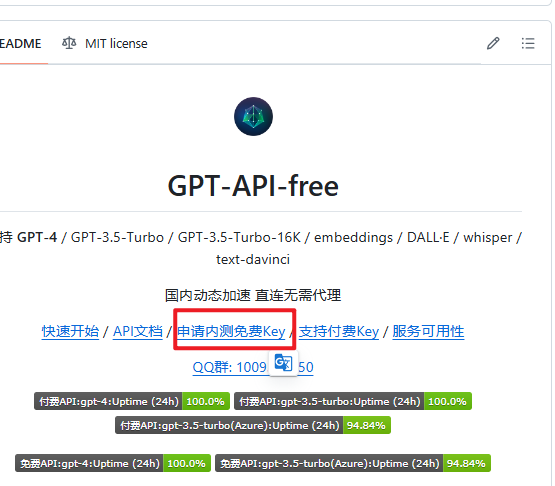 EADME MIT license
GPT-API-free
持 GPT-4 / GPT-3.5-Turbo / GPT-3.5-Turbo-16K / embeddings / DALL·E / whisper /
text-davinci
国内动态加速 直连无需代理
快速开始 / API文档 / 申请内测免费Key / 支持付费Key / 服务可用性
QQ群: 1009 50
付费API:gpt-4:Uptime (24h) 100.0% 付费API:gpt-3.5-turbo:Uptime (24h) 100.0%
付费API:gpt-3.5-turbo(Azure):Uptime (24h) 94.84%
免费API:gpt-4:Uptime (24h) 100.0% 免费API:gpt-3.5-turbo(Azure):Uptime (24h) 94.84%